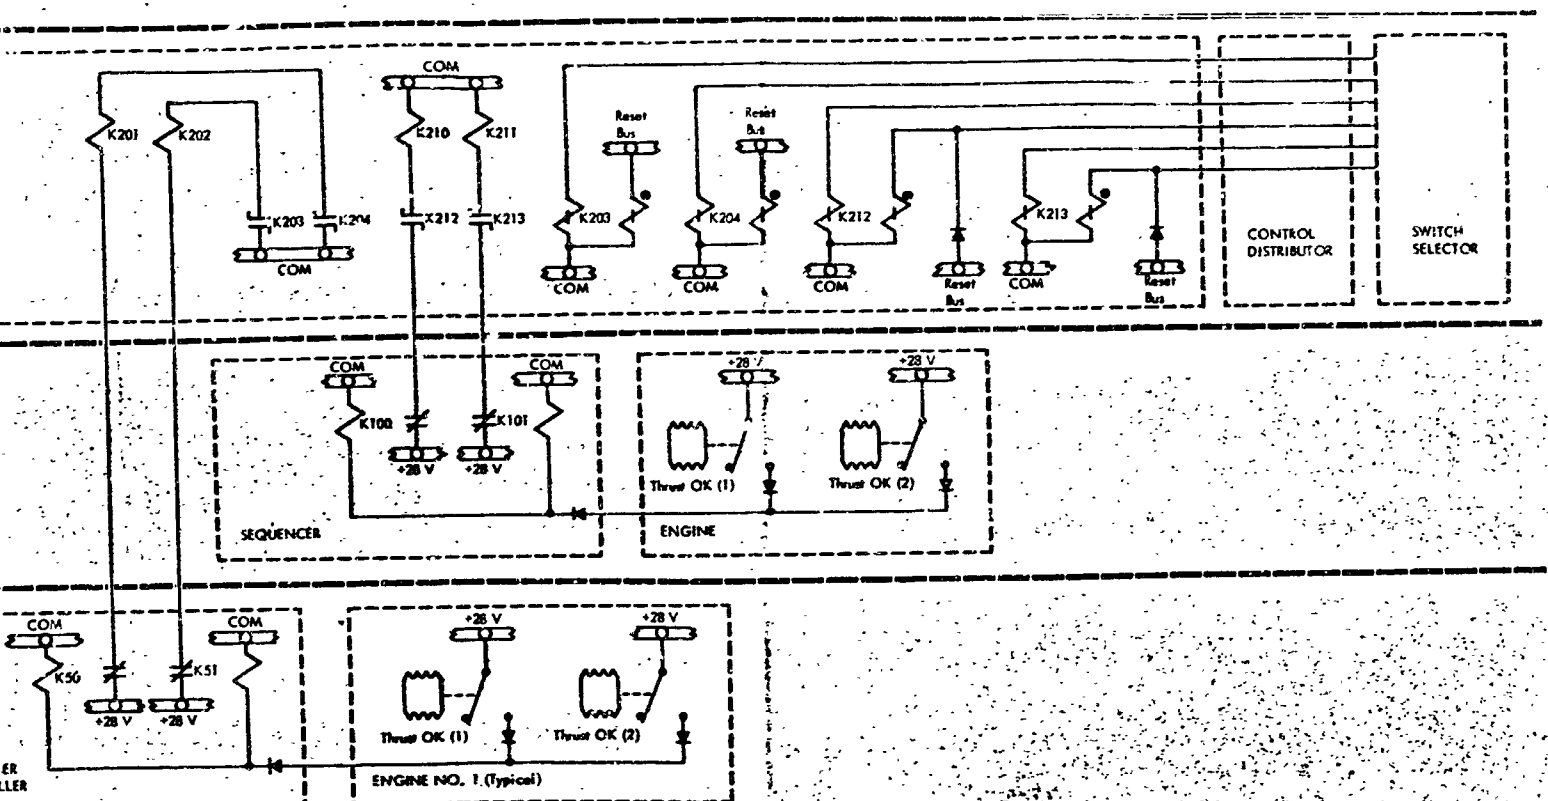 COM
K201
K202
K210
K211
Reset
Bus
Reset
Bus
K203
K204
K212
K213
K203
K204
K212
K213
COM
COM
COM
COM
Reset
Bus
COM
Reset
Bus
CONTROL
DISTRIBUTOR
SWITCH
SELECTOR
COM
COM
+28 V
+28 V
K100
K101
+28 V
+28 V
Thrust OK (1)
Thrust OK (2)
SEQUENCER
ENGINE
COM
COM
+28 V
+28 V
K50
K51
+28 V
+28 V
Thrust OK (1)
Thrust OK (2)
ER
LLER
ENGINE NO. 1 (Typical)